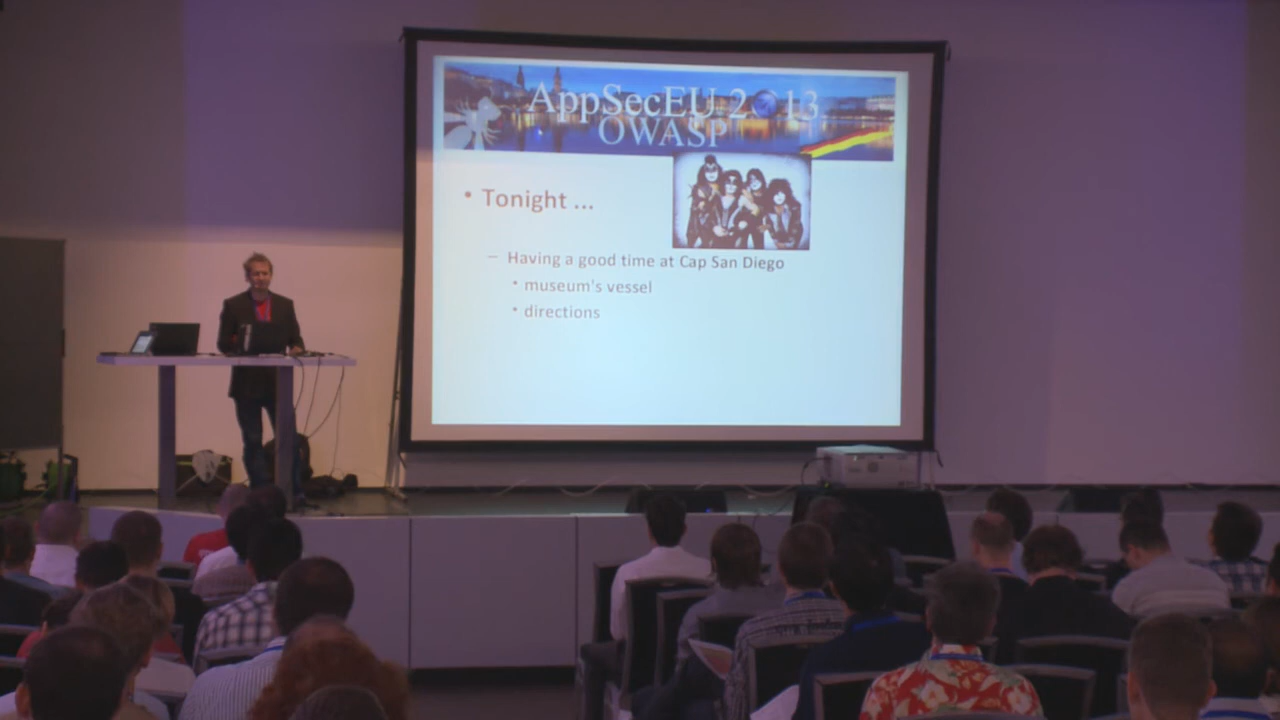 AppSecEU 2013
OWASP
• Tonight ...
– Having a good time at Cap San Diego
• museum's vessel
• directions